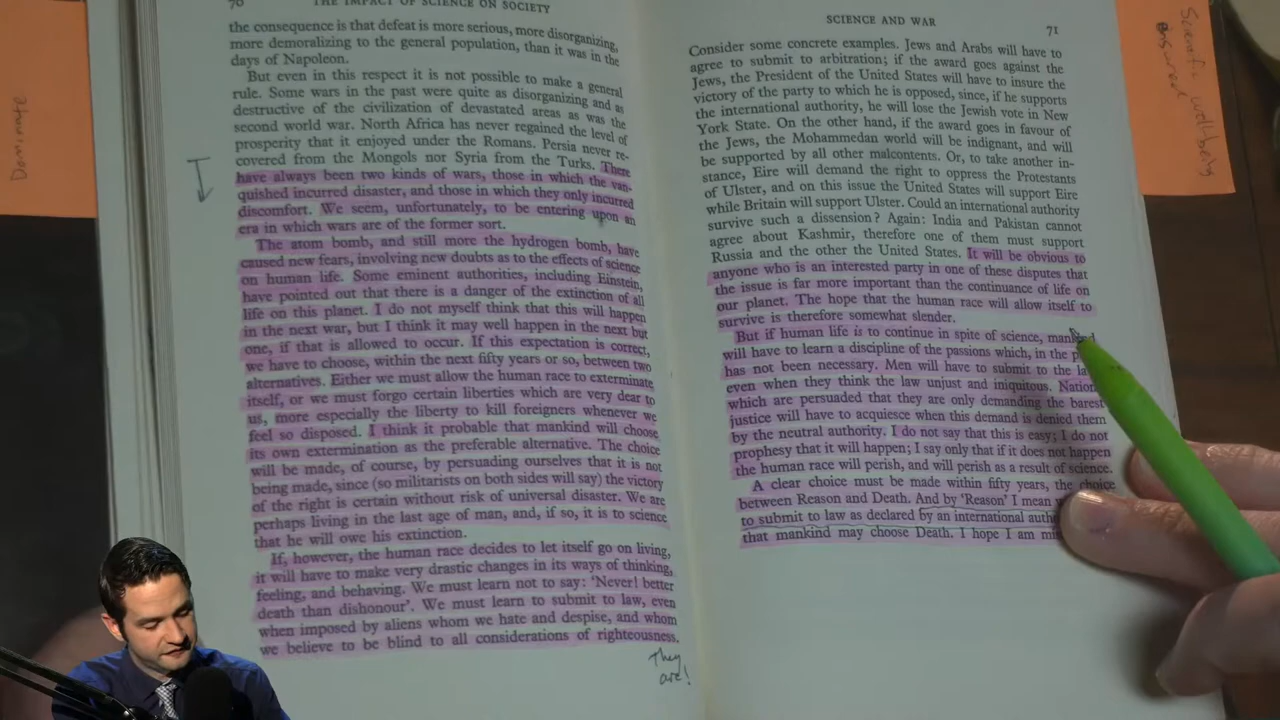 Dominate
70 THE IMPACT OF SCIENCE ON SOCIETY
the consequence is that defeat is more serious, more disorganizing,
more demoralizing to the general population, than it was in the
days of Napoleon.
But even in this respect it is not possible to make a general
rule. Some wars in the past were quite as disorganizing and as
destructive of the civilization of devastated areas as was the
second world war. North Africa has never regained the level of
prosperity that it enjoyed under the Romans. Persia never re-
covered from the Mongols nor Syria from the Turks. There
have always been two kinds of wars, those in which the van-
quished incurred disaster, and those in which they only incurred
discomfort. We seem, unfortunately, to be entering upon an
era in which wars are of the former sort.
The atom bomb, and still more the hydrogen bomb, have
caused new fears, involving new doubts as to the effects of science
on human life. Some eminent authorities, including Einstein,
have pointed out that there is a danger of the extinction of all
life on this planet. I do not myself think that this will happen
in the next war, but I think it may well happen in the next but
one, if that is allowed to occur. If this expectation is correct,
we have to choose, within the next fifty years or so, between two
alternatives. Either we must allow the human race to exterminate
itself, or we must forgo certain liberties which are very dear to
us, more especially the liberty to kill foreigners whenever we
feel so disposed. I think it probable that mankind will choose
its own extermination as the preferable alternative. The choice
will be made, of course, by persuading ourselves that it is not
being made, since (so militarists on both sides will say) the victory
of the right is certain without risk of universal disaster. We are
perhaps living in the last age of man, and, if so, it is to science
that he will owe his extinction.
If, however, the human race decides to let itself go on living,
it will have to make very drastic changes in its ways of thinking,
feeling, and behaving. We must learn not to say: 'Never! better
death than dishonour'. We must learn to submit to law, even
when imposed by aliens whom we hate and despise, and whom
we believe to be blind to all considerations of righteousness.
They
are!
SCIENCE AND WAR 71
Consider some concrete examples. Jews and Arabs will have to
agree to submit to arbitration; if the award goes against the
Jews, the President of the United States will have to insure the
victory of the party to which he is opposed, since, if he supports
the international authority, he will lose the Jewish vote in New
York State. On the other hand, if the award goes in favour of
the Jews, the Mohammedan world will be indignant, and will
be supported by all other malcontents. Or, to take another in-
stance, Eire will demand the right to oppress the Protestants
of Ulster, and on this issue the United States will support Eire
while Britain will support Ulster. Could an international authority
survive such a dissension? Again: India and Pakistan cannot
agree about Kashmir, therefore one of them must support
Russia and the other the United States. It will be obvious to
anyone who is an interested party in one of these disputes that
the issue is far more important than the continuance of life on
our planet. The hope that the human race will allow itself to
survive is therefore somewhat slender.
But if human life is to continue in spite of science, mankind
will have to learn a discipline of the passions which, in the
has not been necessary. Men will have to submit to the
even when they think the law unjust and iniquitous. Nation
which are persuaded that they are only demanding the barest
justice will have to acquiesce when this demand is denied them
by the neutral authority. I do not say that this is easy; I do not
prophesy that it will happen; I say only that if it does not happen
the human race will perish, and will perish as a result of science.
A clear choice must be made within fifty years, the choice
between Reason and Death. And by 'Reason' I mean
to submit to law as declared by an international
that mankind may choose Death. I hope I am
Scientific wellbeing
ensured